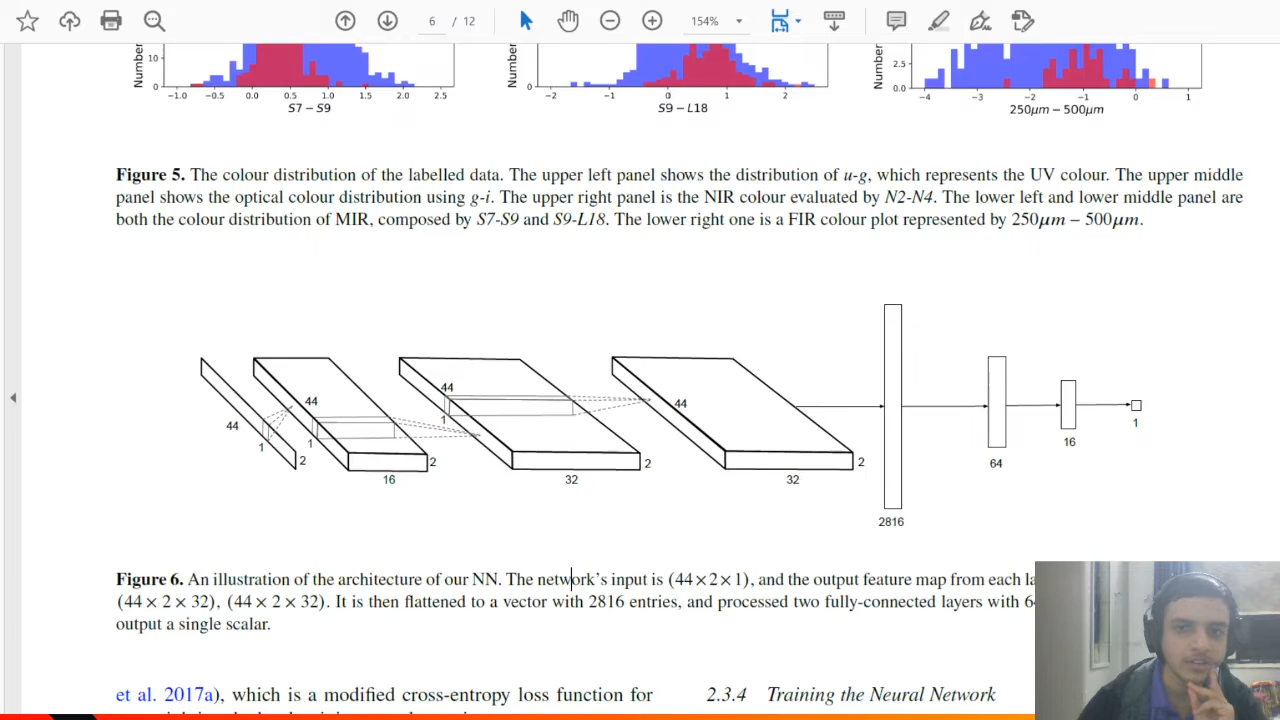 6 / 12
154%
Number
10
0
−1.0 −0.5 0.0 0.5 1.0 1.5 2.0 2.5
S7 − S9
Number
0
−2 −1 0 1 2
S9 − L18
Number
2.5
0.0
−4 −3 −2 −1 0 1
250μm − 500μm
Figure 5. The colour distribution of the labelled data. The upper left panel shows the distribution of u-g, which represents the UV colour. The upper middle
panel shows the optical colour distribution using g-i. The upper right panel is the NIR colour evaluated by N2-N4. The lower left and lower middle panel are
both the colour distribution of MIR, composed by S7-S9 and S9-L18. The lower right one is a FIR colour plot represented by 250μm − 500μm.
44
1
2
44
1
2
16
44
1
2
32
44
2
32
2816
64
16
1
Figure 6. An illustration of the architecture of our NN. The network's input is (44×2×1), and the output feature map from each
(44 × 2 × 32), (44 × 2 × 32). It is then flattened to a vector with 2816 entries, and processed two fully-connected layers with
output a single scalar.
et al. 2017a), which is a modified cross-entropy loss function for
2.3.4 Training the Neural Network